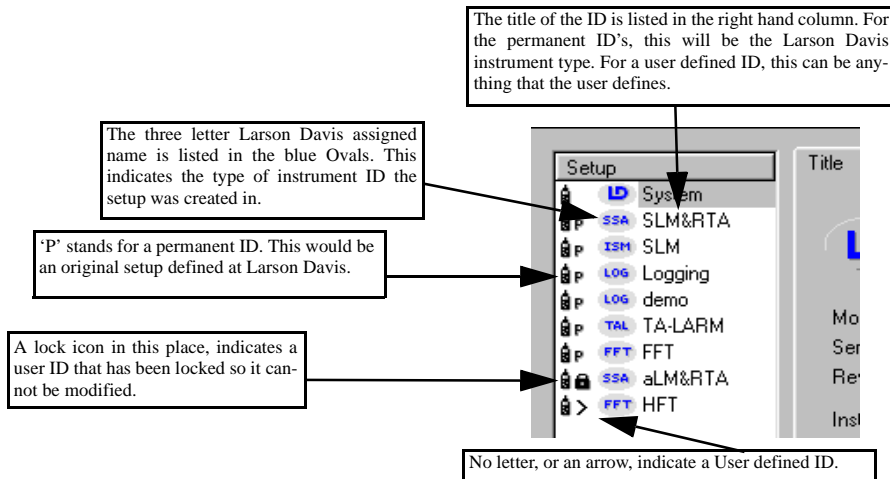 The title of the ID is listed in the right hand column. For
the permanent ID's, this will be the Larson Davis
instrument type. For a user defined ID, this can be any-
thing that the user defines.
The three letter Larson Davis assigned
name is listed in the blue Ovals. This
indicates the type of instrument ID the
setup was created in.
'P' stands for a permanent ID. This would be
an original setup defined at Larson Davis.
A lock icon in this place, indicates a
user ID that has been locked so it can-
not be modified.
Setup
LD System
P SSA SLM&RTA
P ISM SLM
P LOG Logging
P LOG demo
P TAL TA-LARM
P FFT FFT
SSA aLM&RTA
> FFT HFT
Title
L
Mo
Ser
Re
Inst
No letter, or an arrow, indicate a User defined ID.